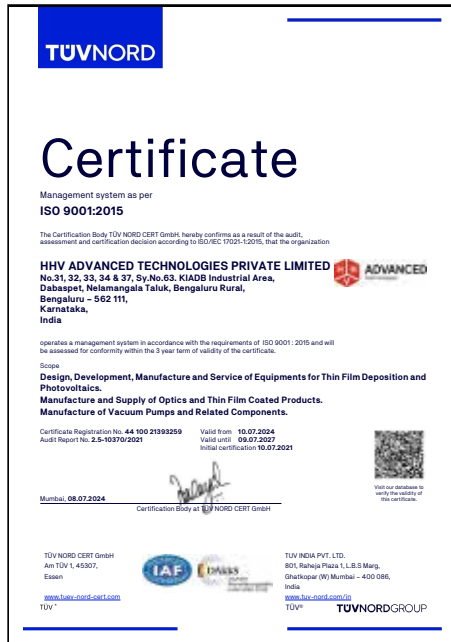 TÜVNORD
Certificate
Management system as per
ISO 9001:2015
The Certification Body TÜV NORD CERT GmbH. hereby confirms as a result of the audit,
assessment and certification decision according to ISO/IEC 17021-1:2015, that the organization
HHV ADVANCED TECHNOLOGIES PRIVATE LIMITED
ADVANCED
No.31, 32, 33, 34 & 37, Sy.No.63. KIADB Industrial Area,
Dabaspet, Nelamangala Taluk, Bengaluru Rural,
Bengaluru – 562 111,
Karnataka,
India
operates a management system in accordance with the requirements of ISO 9001 : 2015 and will
be assessed for conformity within the 3 year term of validity of the certificate.
Scope
Design, Development, Manufacture and Service of Equipments for Thin Film Deposition and
Photovoltaics.
Manufacture and Supply of Optics and Thin Film Coated Products.
Manufacture of Vacuum Pumps and Related Components.
Certificate Registration No. 44 100 21393259
Audit Report No. 2.5-10370/2021
Valid from 10.07.2024
Valid until 09.07.2027
Initial certification 10.07.2021
Visit our database to
verify the validity of
this certificate.
Mumbai, 08.07.2024
Certification Body at TÜV NORD CERT GmbH
TÜV NORD CERT GmbH
Am TÜV 1, 45307,
Essen
www.tuev-nord-cert.com
TÜV ®
IAF
DAkkS
TUV INDIA PVT. LTD.
801, Raheja Plaza 1, L.B.S Marg,
Ghatkopar (W) Mumbai – 400 086,
India
www.tuv-nord.com/in
TÜV®
TÜVNORDGROUP